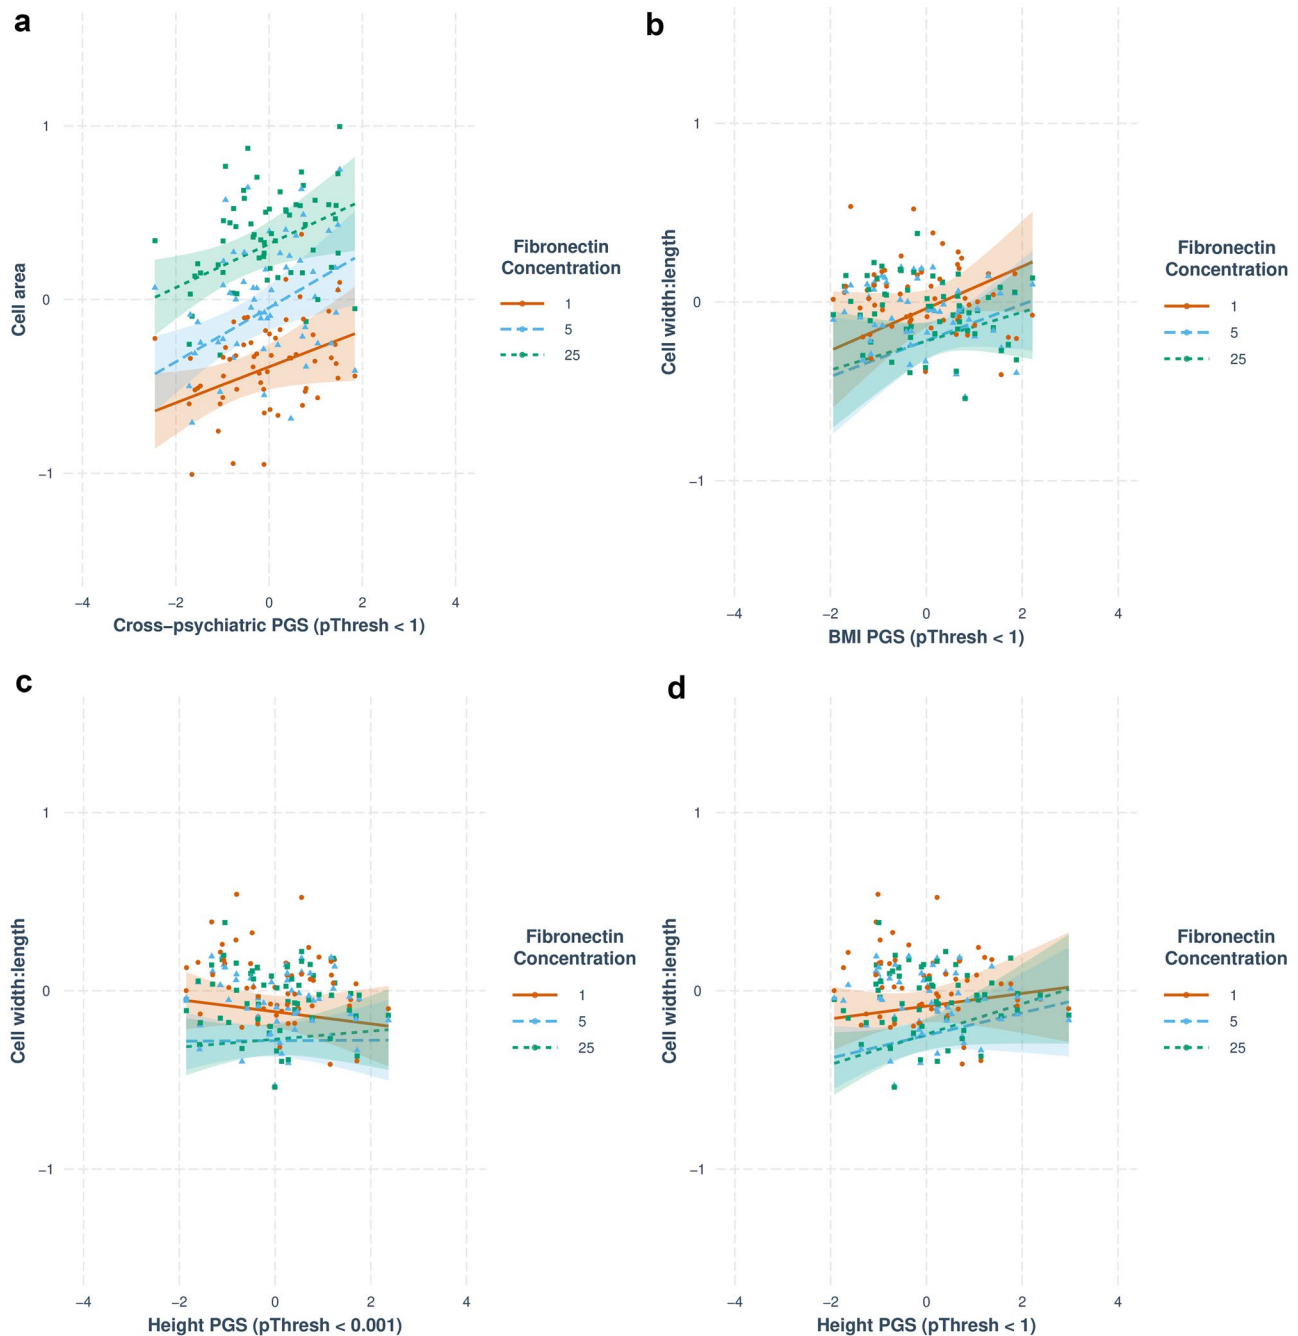 a
1
0
−1
Cell area
−4 −2 0 2 4
Cross−psychiatric PGS (pThresh < 1)
Fibronectin
Concentration
1
5
25
b
1
0
−1
Cell width:length
−4 −2 0 2 4
BMI PGS (pThresh < 1)
Fibronectin
Concentration
1
5
25
c
1
0
−1
Cell width:length
−4 −2 0 2 4
Height PGS (pThresh < 0.001)
Fibronectin
Concentration
1
5
25
d
1
0
−1
Cell width:length
−4 −2 0 2 4
Height PGS (pThresh < 1)
Fibronectin
Concentration
1
5
25